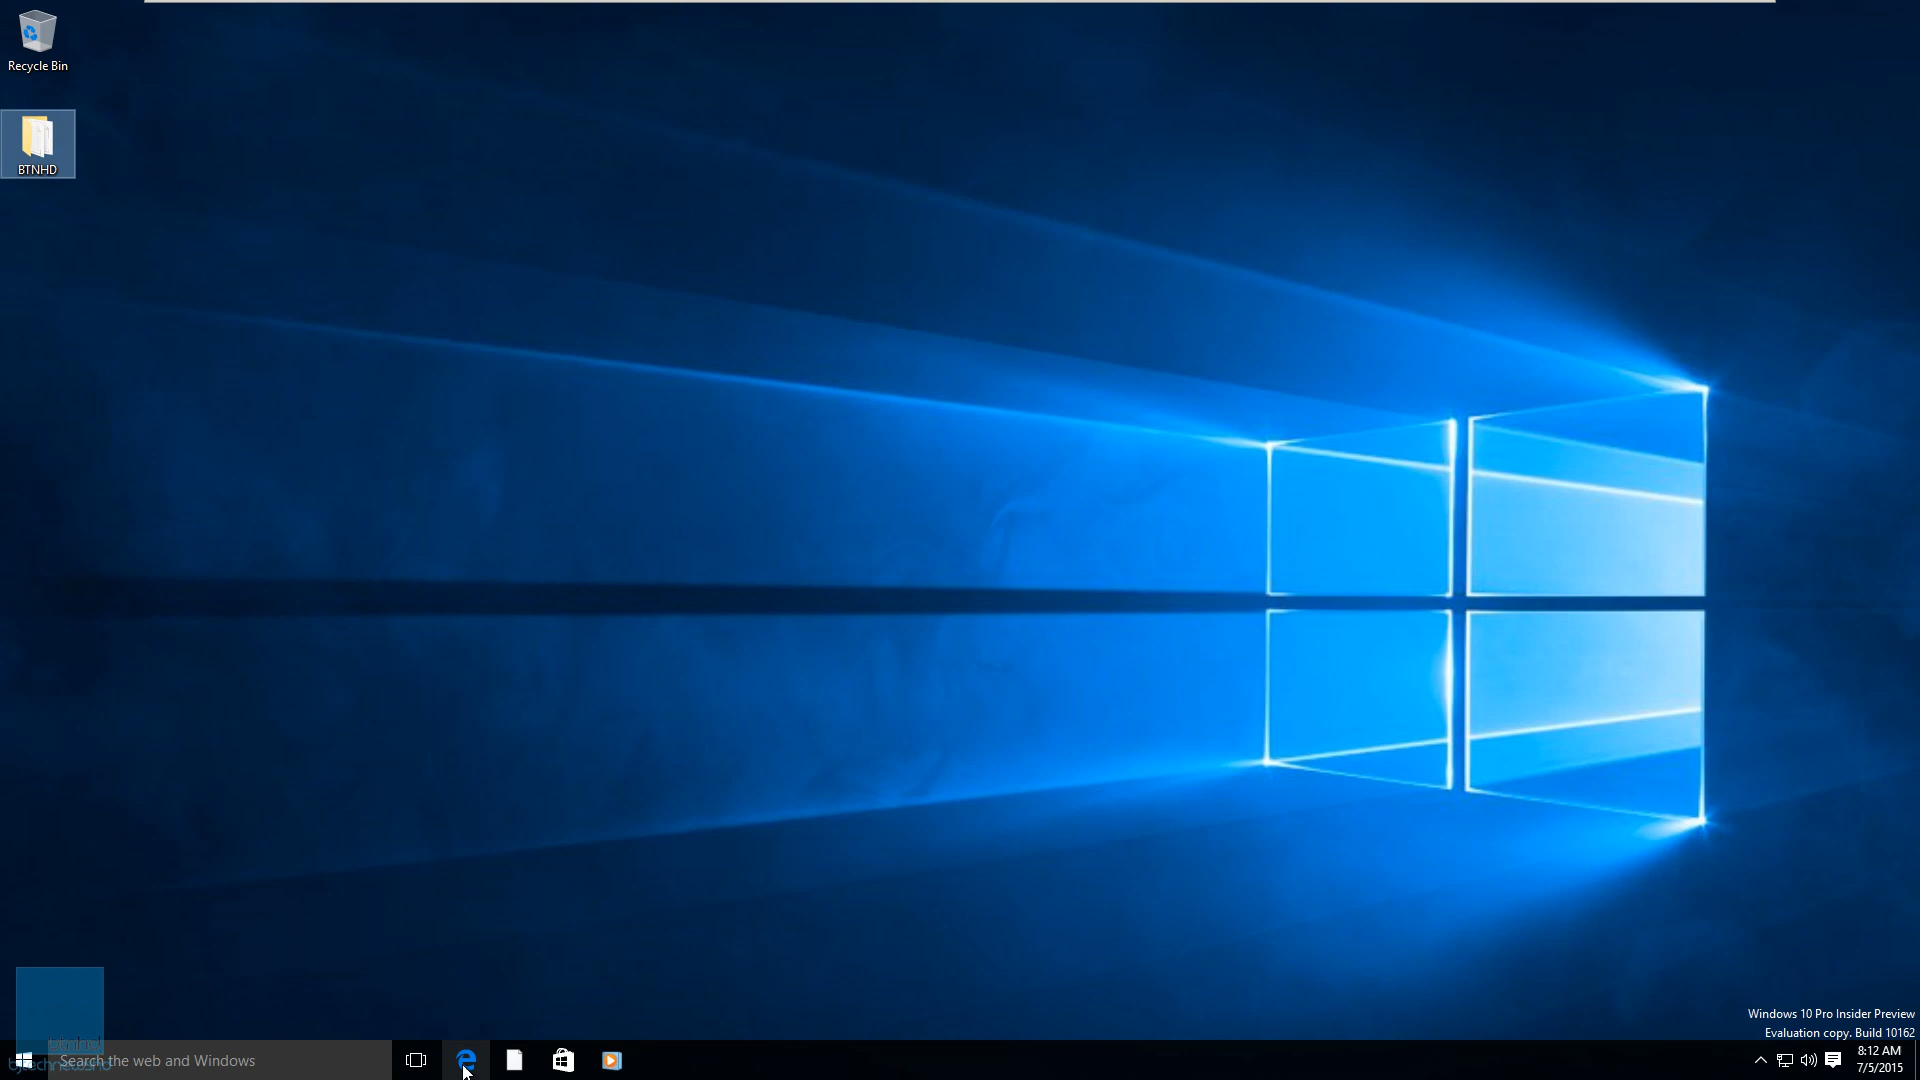 Recycle Bin
BTNHD
Windows 10 Pro Insider Preview
Evaluation copy. Build 10162
btnhd
Search the web and Windows
8:12 AM
7/5/2015